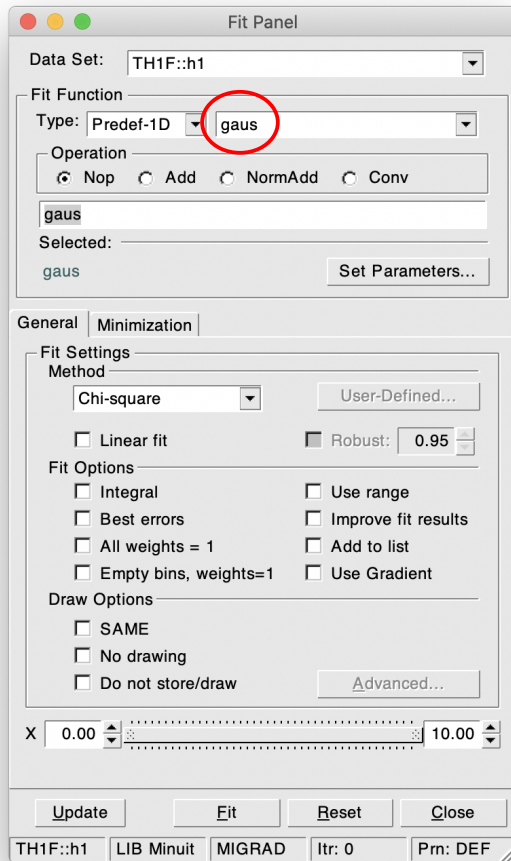 Fit Panel
Data Set: TH1F::h1
Fit Function
Type: Predef-1D gaus
Operation
Nop Add NormAdd Conv
gaus
Selected:
gaus Set Parameters...
General Minimization
Fit Settings
Method
Chi-square User-Defined...
Linear fit Robust: 0.95
Fit Options
Integral Use range
Best errors Improve fit results
All weights = 1 Add to list
Empty bins, weights=1 Use Gradient
Draw Options
SAME
No drawing
Do not store/draw Advanced...
X 0.00 10.00
Update Fit Reset Close
TH1F::h1 LIB Minuit MIGRAD Itr: 0 Prn: DEF